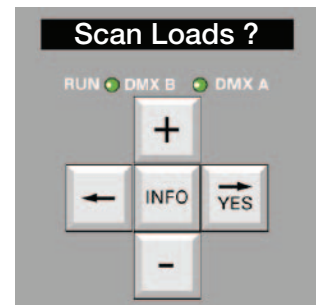 Scan Loads ?
RUN DMX B DMX A
+
← INFO → YES
-